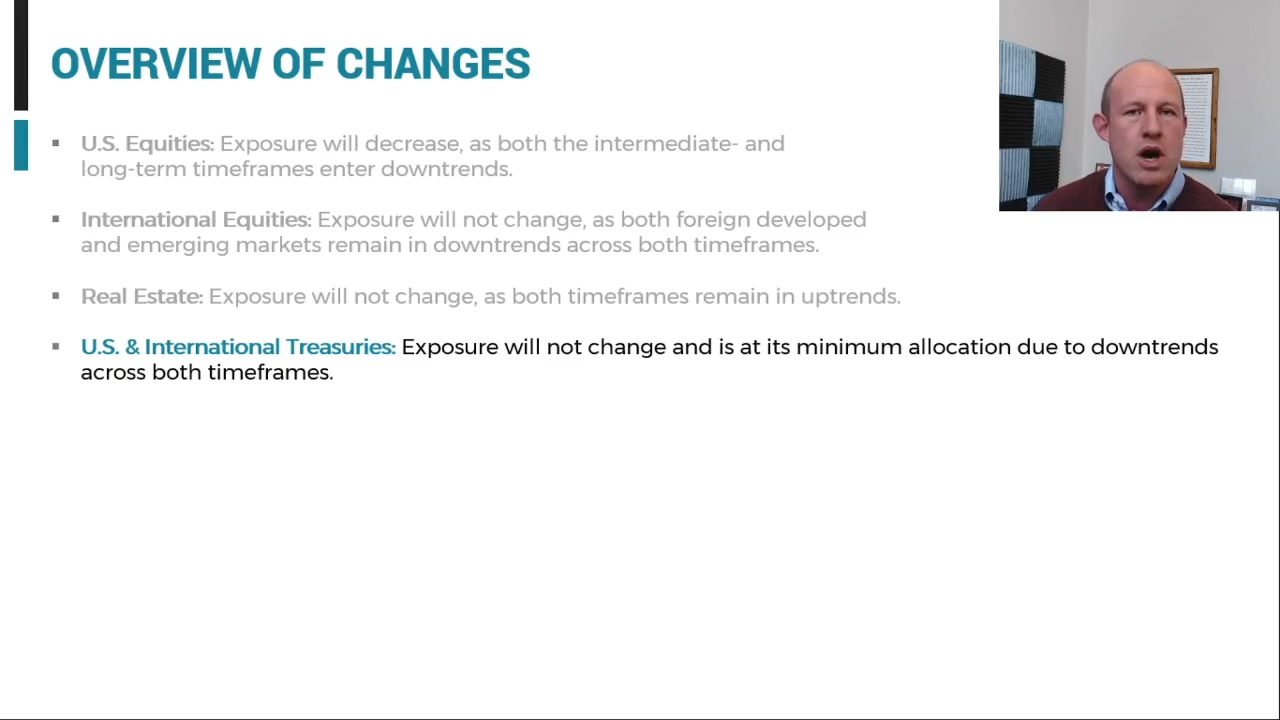 OVERVIEW OF CHANGES
▪ U.S. Equities: Exposure will decrease, as both the intermediate- and
long-term timeframes enter downtrends.
▪ International Equities: Exposure will not change, as both foreign developed
and emerging markets remain in downtrends across both timeframes.
▪ Real Estate: Exposure will not change, as both timeframes remain in uptrends.
▪ U.S. & International Treasuries: Exposure will not change and is at its minimum allocation due to downtrends
across both timeframes.